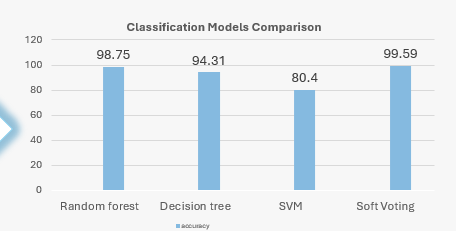 Classification Models Comparison
120
100
80
60
40
20
0
98.75
94.31
80.4
99.59
Random forest
Decision tree
SVM
Soft Voting
accuracy